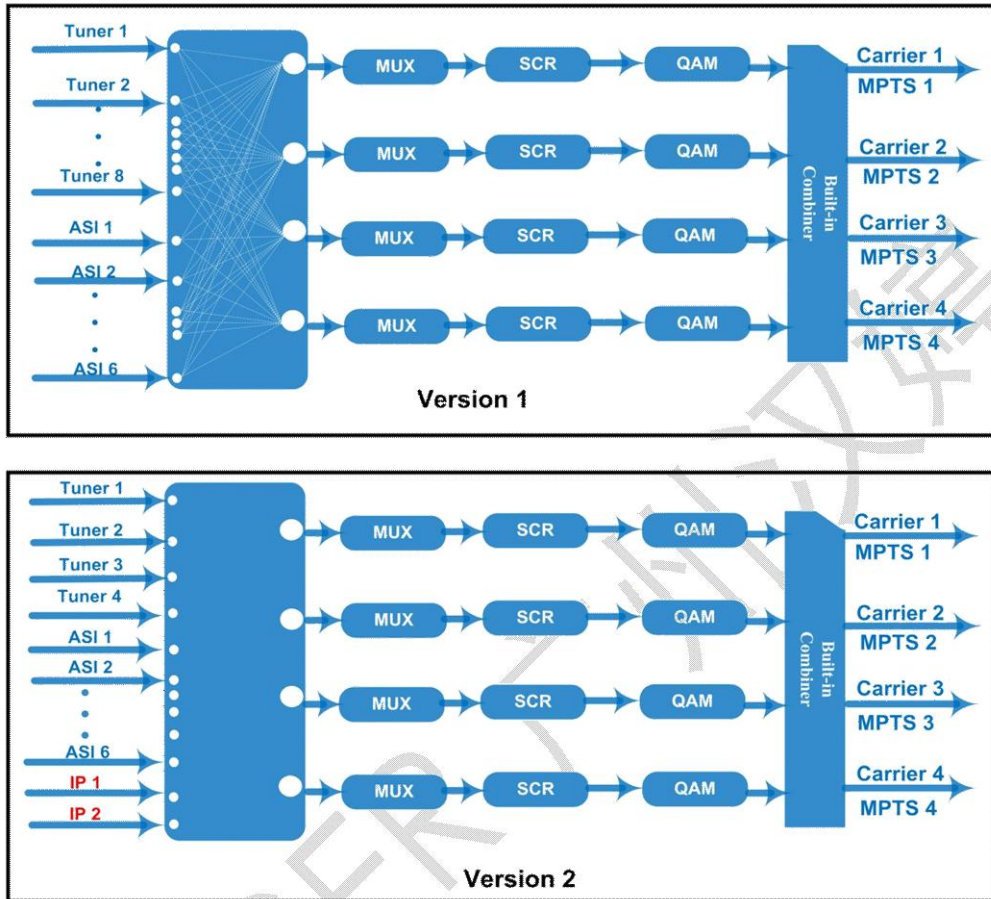 Tuner 1
Tuner 2
Tuner 8
ASI 1
ASI 2
ASI 6
MUX SCR QAM
MUX SCR QAM
MUX SCR QAM
MUX SCR QAM
Built-in
Combiner
Carrier 1
MPTS 1
Carrier 2
MPTS 2
Carrier 3
MPTS 3
Carrier 4
MPTS 4
Version 1
Tuner 1
Tuner 2
Tuner 3
Tuner 4
ASI 1
ASI 2
ASI 6
IP 1
IP 2
MUX SCR QAM
MUX SCR QAM
MUX SCR QAM
MUX SCR QAM
Built-in
Combiner
Carrier 1
MPTS 1
Carrier 2
MPTS 2
Carrier 3
MPTS 3
Carrier 4
MPTS 4
Version 2